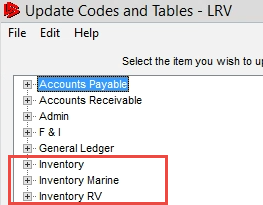 Update Codes and Tables - LRV
File Edit Help
Select the item you wish to up
Accounts Payable
Accounts Receivable
Admin
F & I
General Ledger
Inventory
Inventory Marine
Inventory RV